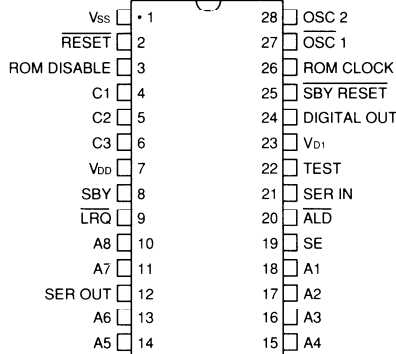 Vss • 1 28 OSC 2
RESET 2 27 OSC 1
ROM DISABLE 3 26 ROM CLOCK
C1 4 25 SBY RESET
C2 5 24 DIGITAL OUT
C3 6 23 VD1
VDD 7 22 TEST
SBY 8 21 SER IN
LRQ 9 20 ALD
A8 10 19 SE
A7 11 18 A1
SER OUT 12 17 A2
A6 13 16 A3
A5 14 15 A4